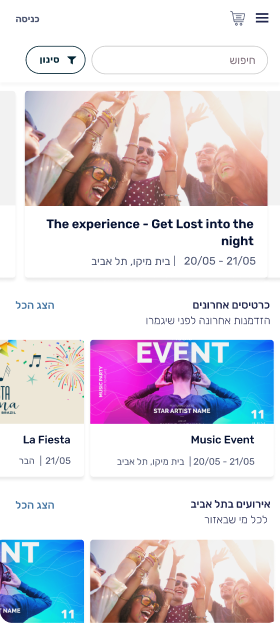 כניסה
חיפוש
סינון
The experience - Get Lost into the
night
20/05 - 21/05 | בית מיקו, תל אביב
כרטיסים אחרונים
הצג הכל
הזדמנות אחרונה לפני שיגמרו
EVENT
MUSIC PARTY
STAR ARTIST NAME
11
Music Event
20/05 - 21/05 | בית מיקו, תל אביב
La Fiesta
21/05 | הבר
אירועים בתל אביב
הצג הכל
לכל מי שבאזור
NT
NAME
11